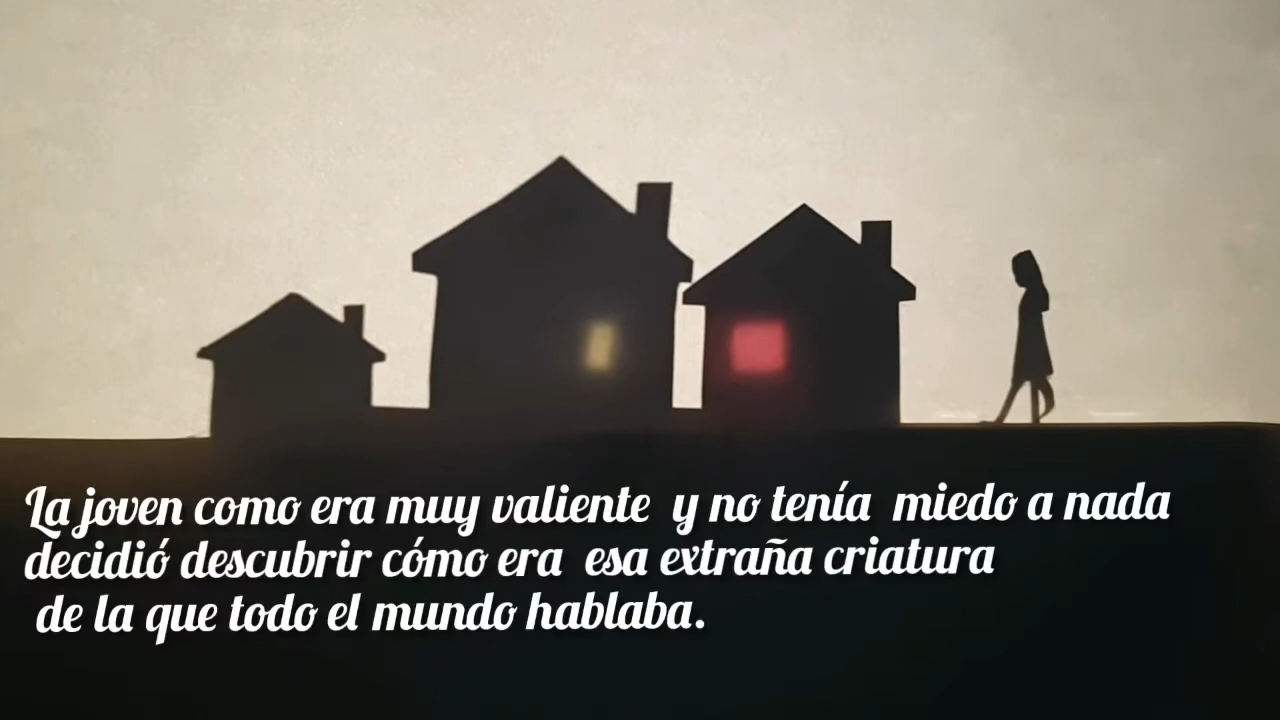 La joven como era muy valiente y no tenía miedo a nada
decidió descubrir cómo era esa extraña criatura
de la que todo el mundo hablaba.